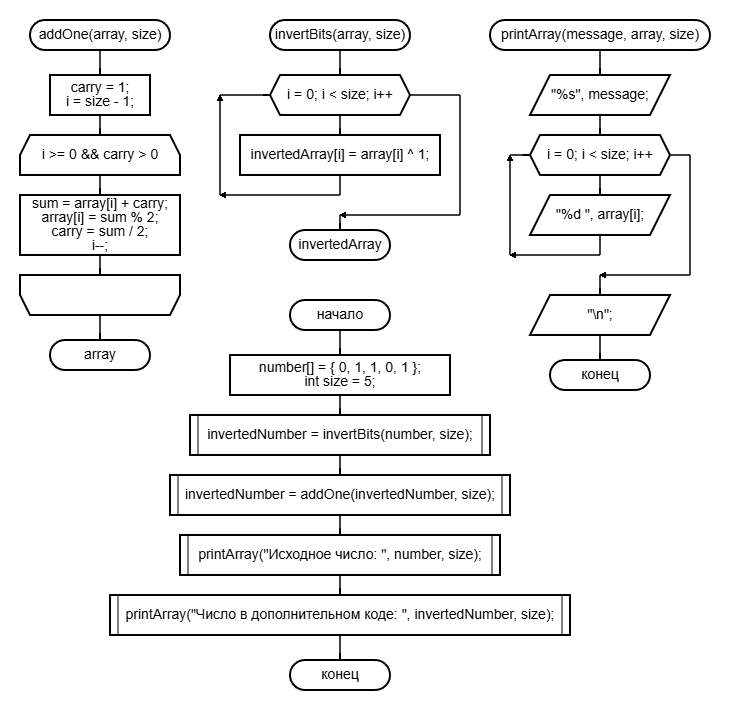 addOne(array, size)
carry = 1;
i = size - 1;
i >= 0 && carry > 0
sum = array[i] + carry;
array[i] = sum % 2;
carry = sum / 2;
i--;
array
invertBits(array, size)
i = 0; i < size; i++
invertedArray[i] = array[i] ^ 1;
invertedArray
printArray(message, array, size)
"%s", message;
i = 0; i < size; i++
"%d ", array[i];
"\n";
конец
начало
number[] = { 0, 1, 1, 0, 1 };
int size = 5;
invertedNumber = invertBits(number, size);
invertedNumber = addOne(invertedNumber, size);
printArray("Исходное число: ", number, size);
printArray("Число в дополнительном коде: ", invertedNumber, size);
конец